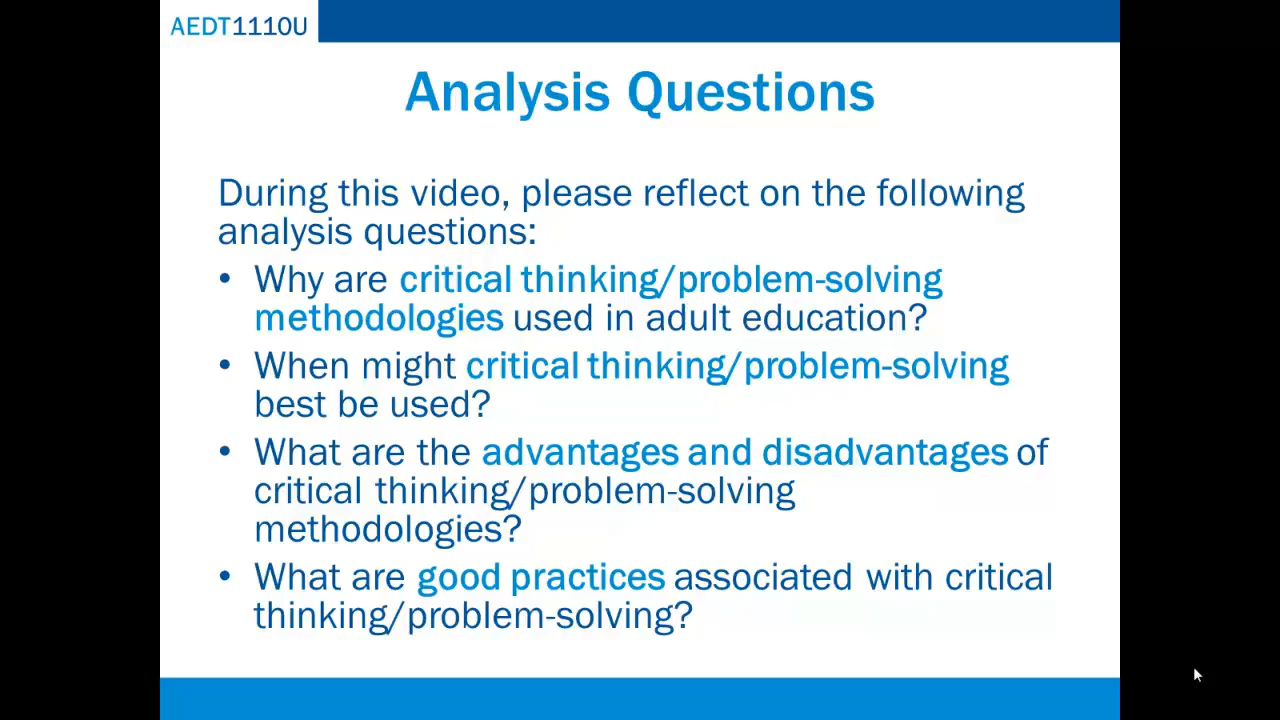 AEDT1110U
Analysis Questions
During this video, please reflect on the following
analysis questions:
• Why are critical thinking/problem-solving
methodologies used in adult education?
• When might critical thinking/problem-solving
best be used?
• What are the advantages and disadvantages of
critical thinking/problem-solving
methodologies?
• What are good practices associated with critical
thinking/problem-solving?